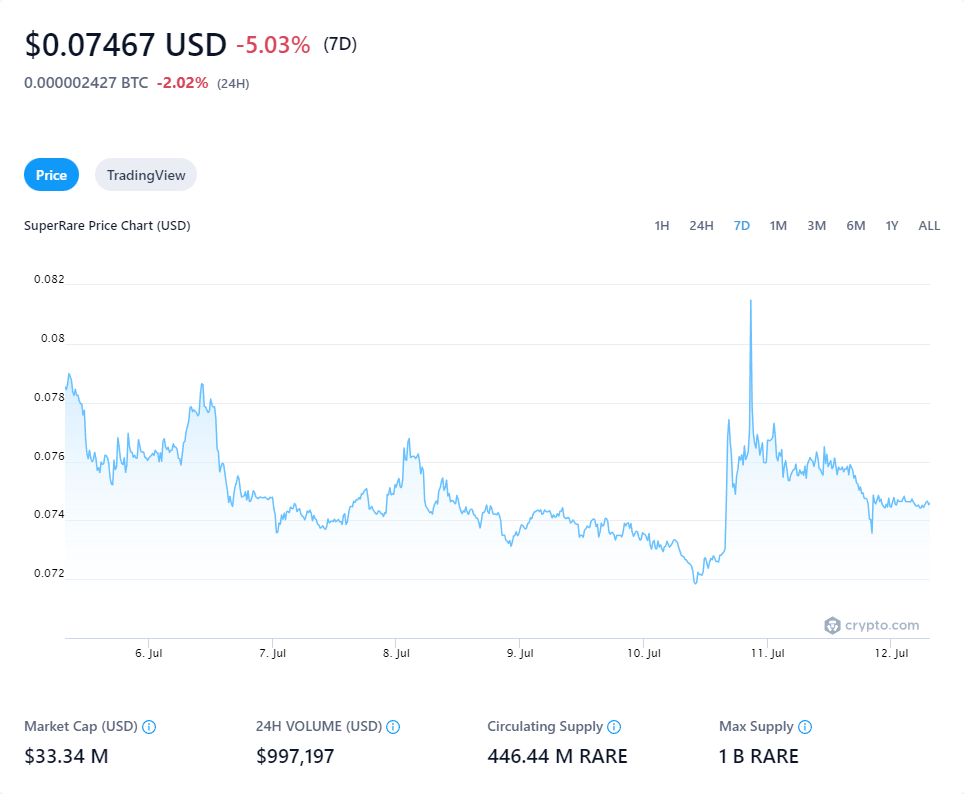 $0.07467 USD -5.03% (7D)
0.000002427 BTC -2.02% (24H)
Price TradingView
SuperRare Price Chart (USD) 1H 24H 7D 1M 3M 6M 1Y ALL
0.082
0.08
0.078
0.076
0.074
0.072
crypto.com
6. Jul 7. Jul 8. Jul 9. Jul 10. Jul 11. Jul 12. Jul
Market Cap (USD) 24H VOLUME (USD) Circulating Supply Max Supply
$33.34 M $997,197 446.44 M RARE 1 B RARE